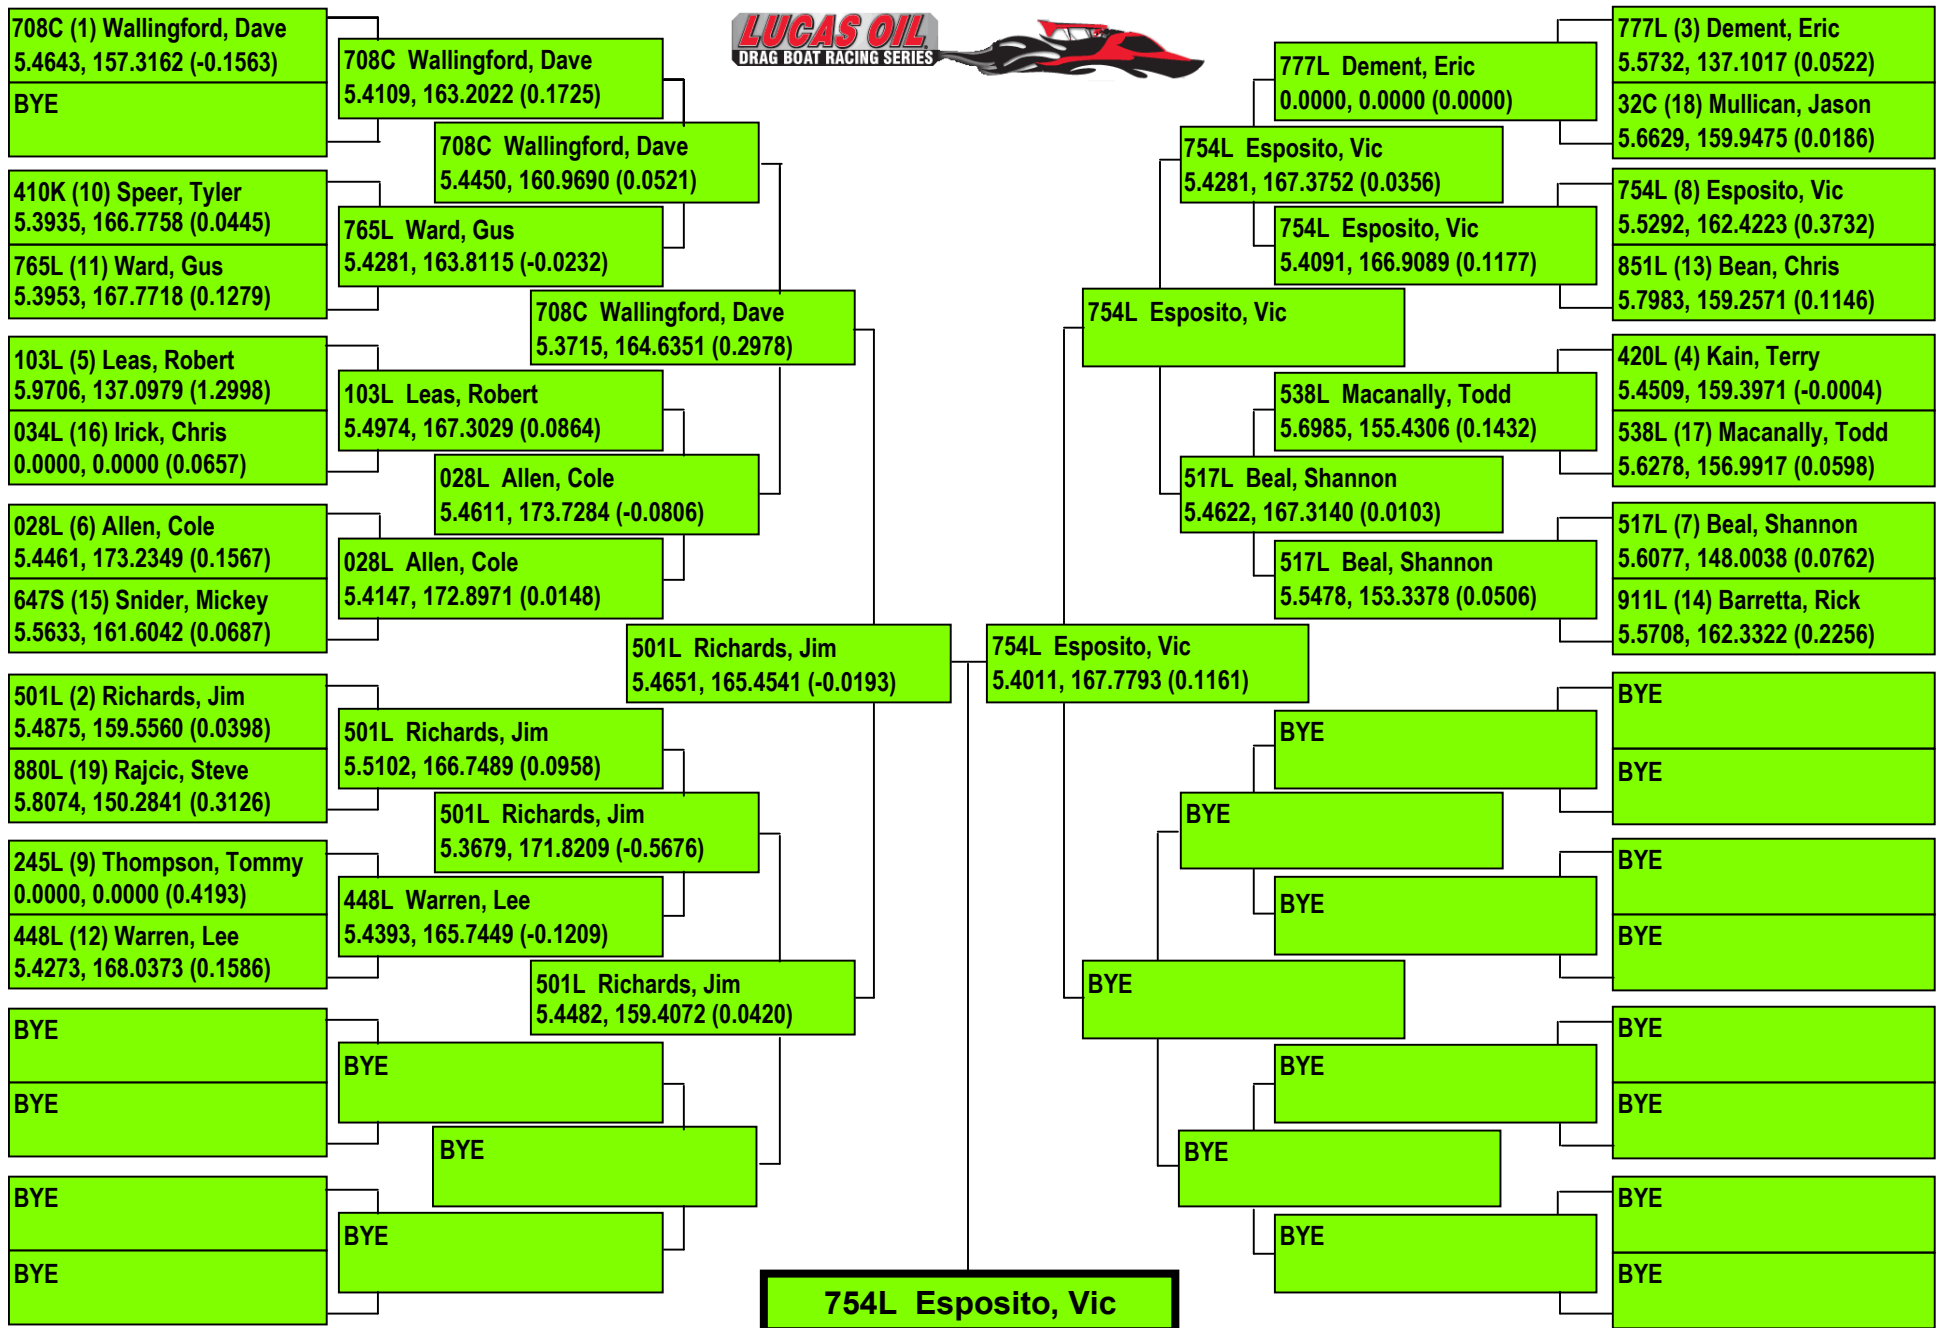 LUCAS OIL
DRAG BOAT RACING SERIES
708C (1) Wallingford, Dave
5.4643, 157.3162 (-0.1563)
BYE
410K (10) Speer, Tyler
5.3935, 166.7758 (0.0445)
765L (11) Ward, Gus
5.3953, 167.7718 (0.1279)
103L (5) Leas, Robert
5.9706, 137.0979 (1.2998)
034L (16) Irick, Chris
0.0000, 0.0000 (0.0657)
028L (6) Allen, Cole
5.4461, 173.2349 (0.1567)
647S (15) Snider, Mickey
5.5633, 161.6042 (0.0687)
501L (2) Richards, Jim
5.4875, 159.5560 (0.0398)
880L (19) Rajcic, Steve
5.8074, 150.2841 (0.3126)
245L (9) Thompson, Tommy
0.0000, 0.0000 (0.4193)
448L (12) Warren, Lee
5.4273, 168.0373 (0.1586)
BYE
BYE
BYE
BYE
708C Wallingford, Dave
5.4109, 163.2022 (0.1725)
765L Ward, Gus
5.4281, 163.8115 (-0.0232)
103L Leas, Robert
5.4974, 167.3029 (0.0864)
028L Allen, Cole
5.4147, 172.8971 (0.0148)
501L Richards, Jim
5.5102, 166.7489 (0.0958)
448L Warren, Lee
5.4393, 165.7449 (-0.1209)
BYE
BYE
708C Wallingford, Dave
5.4450, 160.9690 (0.0521)
028L Allen, Cole
5.4611, 173.7284 (-0.0806)
501L Richards, Jim
5.3679, 171.8209 (-0.5676)
BYE
708C Wallingford, Dave
5.3715, 164.6351 (0.2978)
501L Richards, Jim
5.4482, 159.4072 (0.0420)
501L Richards, Jim
5.4651, 165.4541 (-0.0193)
754L Esposito, Vic
5.4011, 167.7793 (0.1161)
754L Esposito, Vic
BYE
754L Esposito, Vic
5.4281, 167.3752 (0.0356)
517L Beal, Shannon
5.4622, 167.3140 (0.0103)
BYE
BYE
777L Dement, Eric
0.0000, 0.0000 (0.0000)
754L Esposito, Vic
5.4091, 166.9089 (0.1177)
538L Macanally, Todd
5.6985, 155.4306 (0.1432)
517L Beal, Shannon
5.5478, 153.3378 (0.0506)
BYE
BYE
BYE
BYE
777L (3) Dement, Eric
5.5732, 137.1017 (0.0522)
32C (18) Mullican, Jason
5.6629, 159.9475 (0.0186)
754L (8) Esposito, Vic
5.5292, 162.4223 (0.3732)
851L (13) Bean, Chris
5.7983, 159.2571 (0.1146)
420L (4) Kain, Terry
5.4509, 159.3971 (-0.0004)
538L (17) Macanally, Todd
5.6278, 156.9917 (0.0598)
517L (7) Beal, Shannon
5.6077, 148.0038 (0.0762)
911L (14) Barretta, Rick
5.5708, 162.3322 (0.2256)
BYE
BYE
BYE
BYE
BYE
BYE
BYE
BYE
754L Esposito, Vic